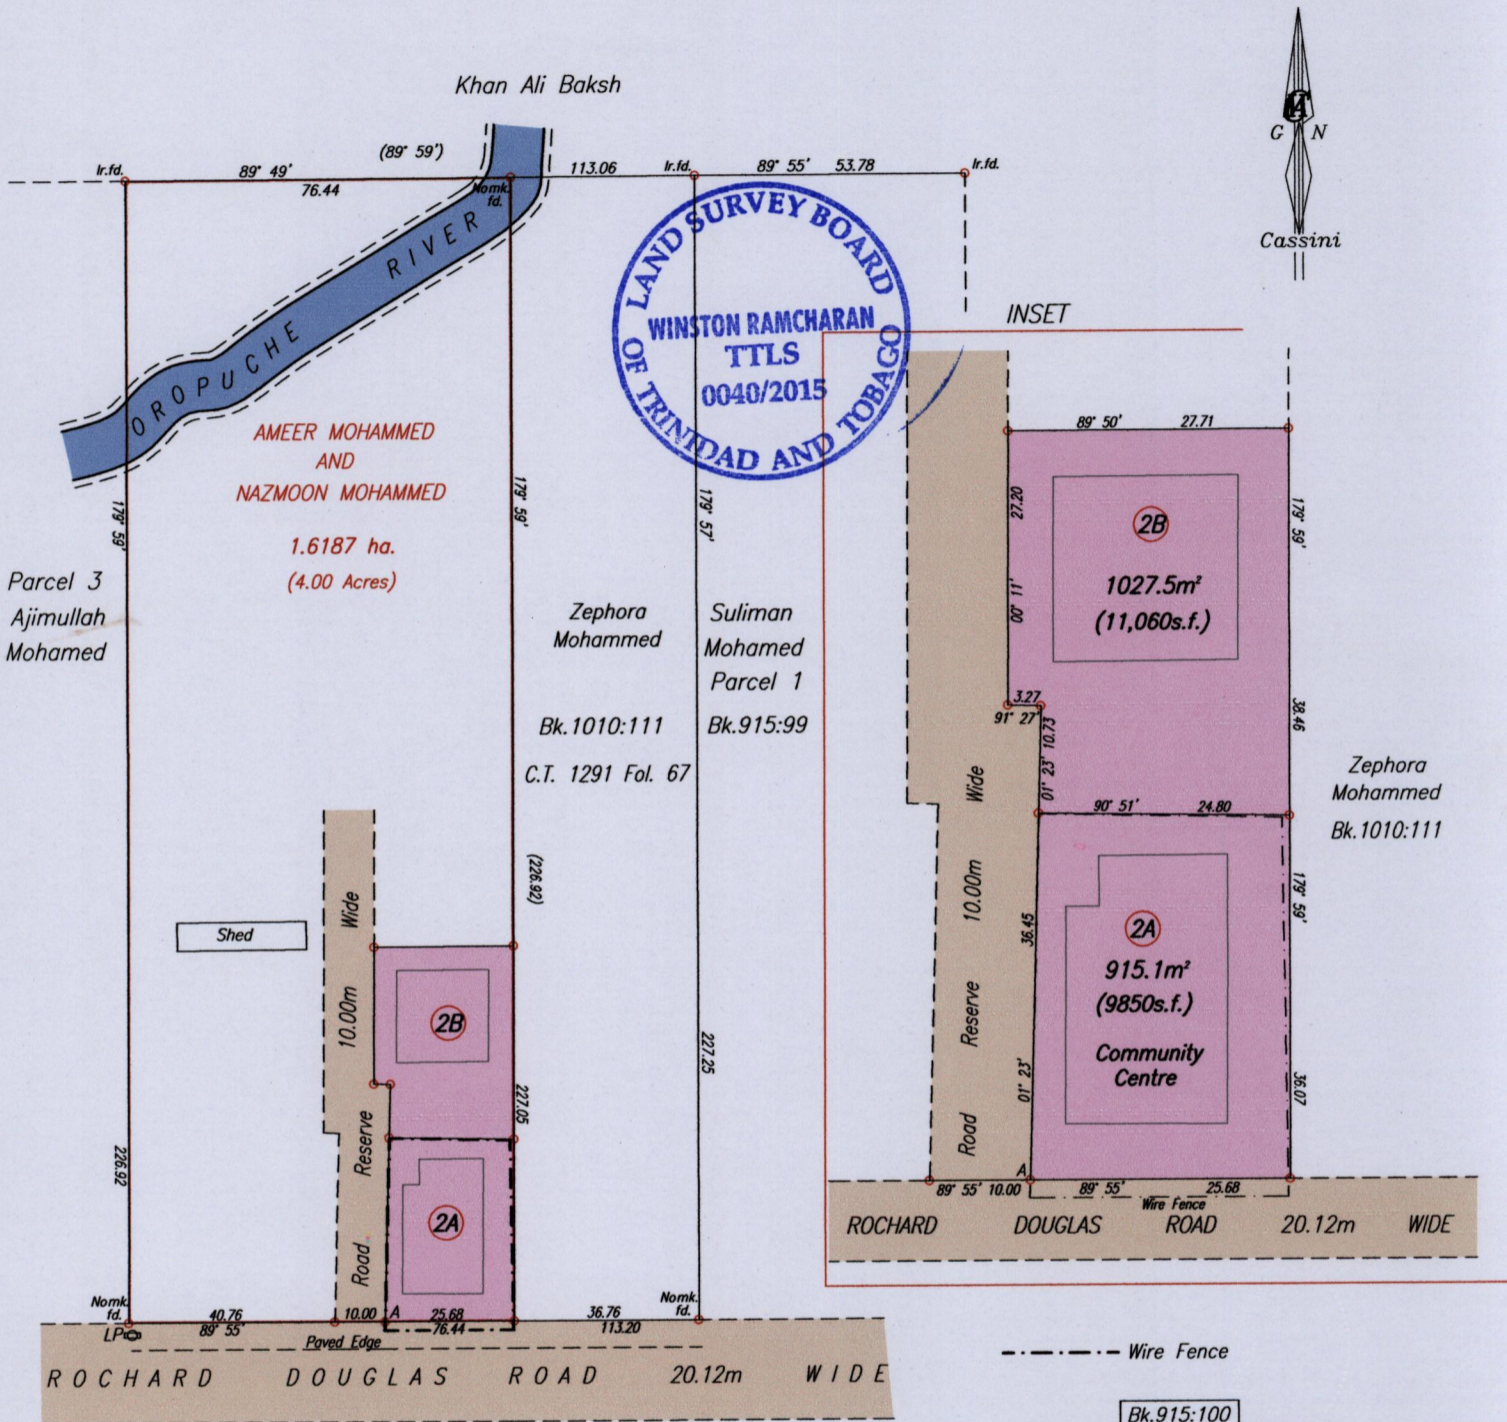 Khan Ali Baksh
G N
Cassini
Ir.fd.
89° 49'
76.44
(89° 59')
Nomk. fd.
113.06
Ir.fd.
89° 55'
53.78
Ir.fd.
OROPUCHE RIVER
LAND SURVEY BOARD
WINSTON RAMCHARAN
TTLS
0040/2015
OF TRINIDAD AND TOBAGO
AMEER MOHAMMED
AND
NAZMOON MOHAMMED
1.6187 ha.
(4.00 Acres)
179° 59'
179° 59'
179° 57'
Parcel 3
Ajimullah
Mohamed
Zephora
Mohammed
Bk.1010:111
C.T. 1291 Fol. 67
Suliman
Mohamed
Parcel 1
Bk.915:99
(226.92)
227.05
227.25
226.92
Shed
Road Reserve 10.00m Wide
2B
2A
Nomk. fd.
LP
40.76
89° 55'
10.00
A
25.68
76.44
36.76
113.20
Nomk. fd.
Paved Edge
ROCHARD DOUGLAS ROAD 20.12m WIDE
INSET
89° 50'
27.71
27.20
00° 11'
179° 59'
38.46
2B
1027.5m²
(11,060s.f.)
3.27
91° 27'
01° 23' 10.73
90° 51'
24.80
Road Reserve 10.00m Wide
Zephora
Mohammed
Bk.1010:111
36.45
01° 23'
179° 59'
36.07
2A
915.1m²
(9850s.f.)
Community
Centre
A
89° 55' 10.00
89° 55'
25.68
Wire Fence
ROCHARD DOUGLAS ROAD 20.12m WIDE
Wire Fence
Bk.915:100